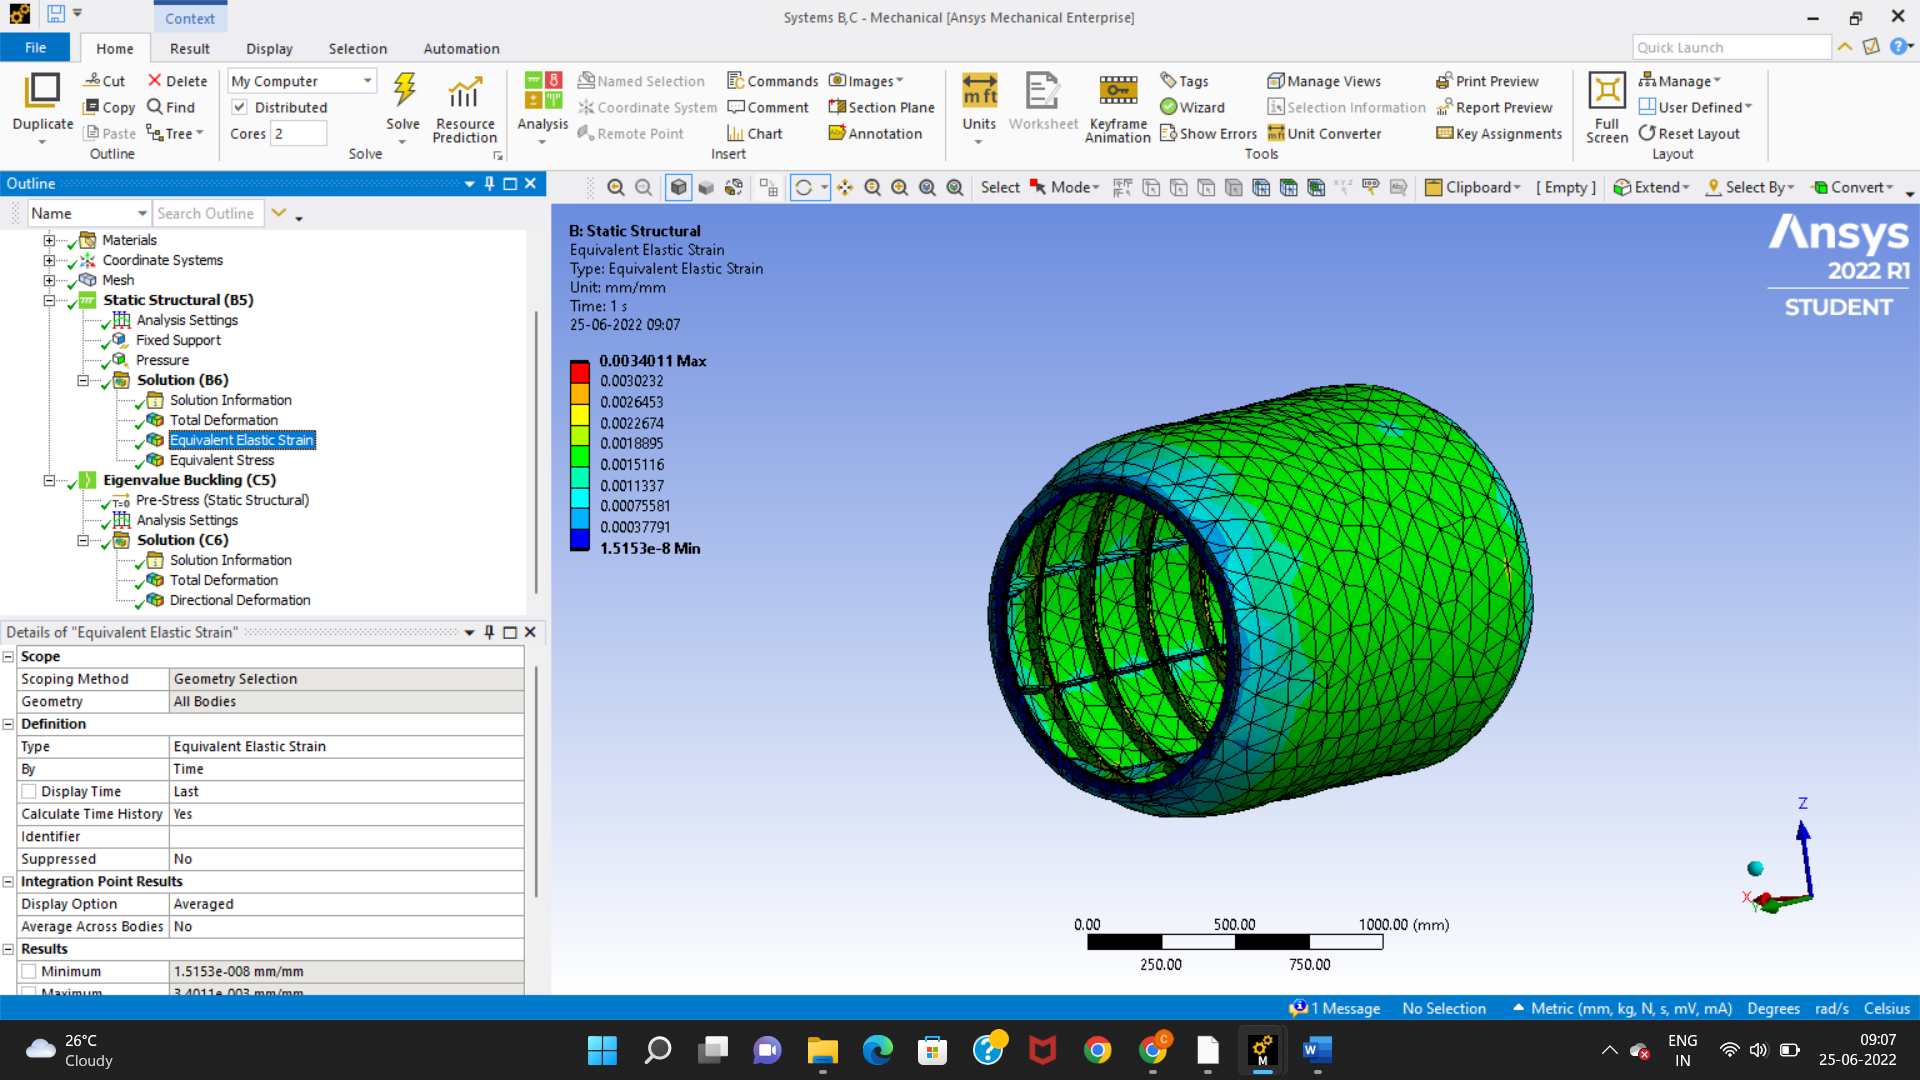 Context
Systems B,C - Mechanical [Ansys Mechanical Enterprise]
File
Home
Result
Display
Selection
Automation
Quick Launch
Duplicate
Cut
Copy
Paste
Delete
Find
Tree
Outline
My Computer
Distributed
Cores 2
Solve
Resource
Prediction
Solve
Analysis
Named Selection
Coordinate System
Remote Point
Commands
Comment
Chart
Images
Section Plane
Annotation
Insert
Units
Worksheet
Keyframe
Animation
Tags
Wizard
Show Errors
Manage Views
Selection Information
Unit Converter
Print Preview
Report Preview
Key Assignments
Tools
Full
Screen
Manage
User Defined
Reset Layout
Layout
Outline
Name
Search Outline
Select
Mode
Clipboard
[ Empty ]
Extend
Select By
Convert
Materials
Coordinate Systems
Mesh
Static Structural (B5)
Analysis Settings
Fixed Support
Pressure
Solution (B6)
Solution Information
Total Deformation
Equivalent Elastic Strain
Equivalent Stress
Eigenvalue Buckling (C5)
Pre-Stress (Static Structural)
Analysis Settings
Solution (C6)
Solution Information
Total Deformation
Directional Deformation
Details of "Equivalent Elastic Strain"
Scope
Scoping Method Geometry Selection
Geometry All Bodies
Definition
Type Equivalent Elastic Strain
By Time
Display Time Last
Calculate Time History Yes
Identifier
Suppressed No
Integration Point Results
Display Option Averaged
Average Across Bodies No
Results
Minimum 1.5153e-008 mm/mm
Maximum 3.4011e-003 mm/mm
B: Static Structural
Equivalent Elastic Strain
Type: Equivalent Elastic Strain
Unit: mm/mm
Time: 1 s
25-06-2022 09:07
0.0034011 Max
0.0030232
0.0026453
0.0022674
0.0018895
0.0015116
0.0011337
0.00075581
0.00037791
1.5153e-8 Min
Ansys
2022 R1
STUDENT
Z
X
Y
0.00 500.00 1000.00 (mm)
250.00 750.00
1 Message
No Selection
Metric (mm, kg, N, s, mV, mA)
Degrees
rad/s
Celsius
26°C
Cloudy
ENG
IN
09:07
25-06-2022